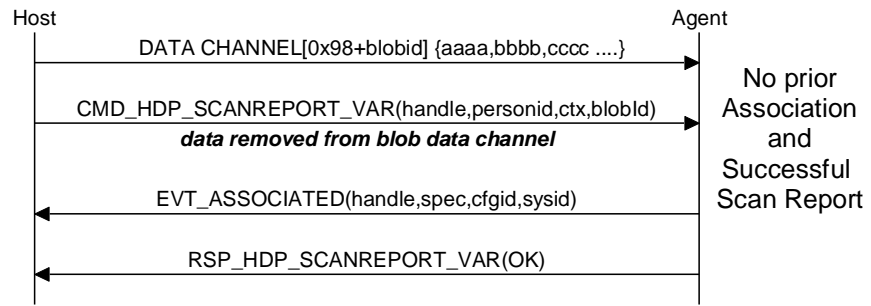 Host
Agent
DATA CHANNEL[0x98+blobid] {aaaa,bbbb,cccc ....}
CMD_HDP_SCANREPORT_VAR(handle,personid,ctx,blobId)
data removed from blob data channel
EVT_ASSOCIATED(handle,spec,cfgid,sysid)
RSP_HDP_SCANREPORT_VAR(OK)
No prior
Association
and
Successful
Scan Report